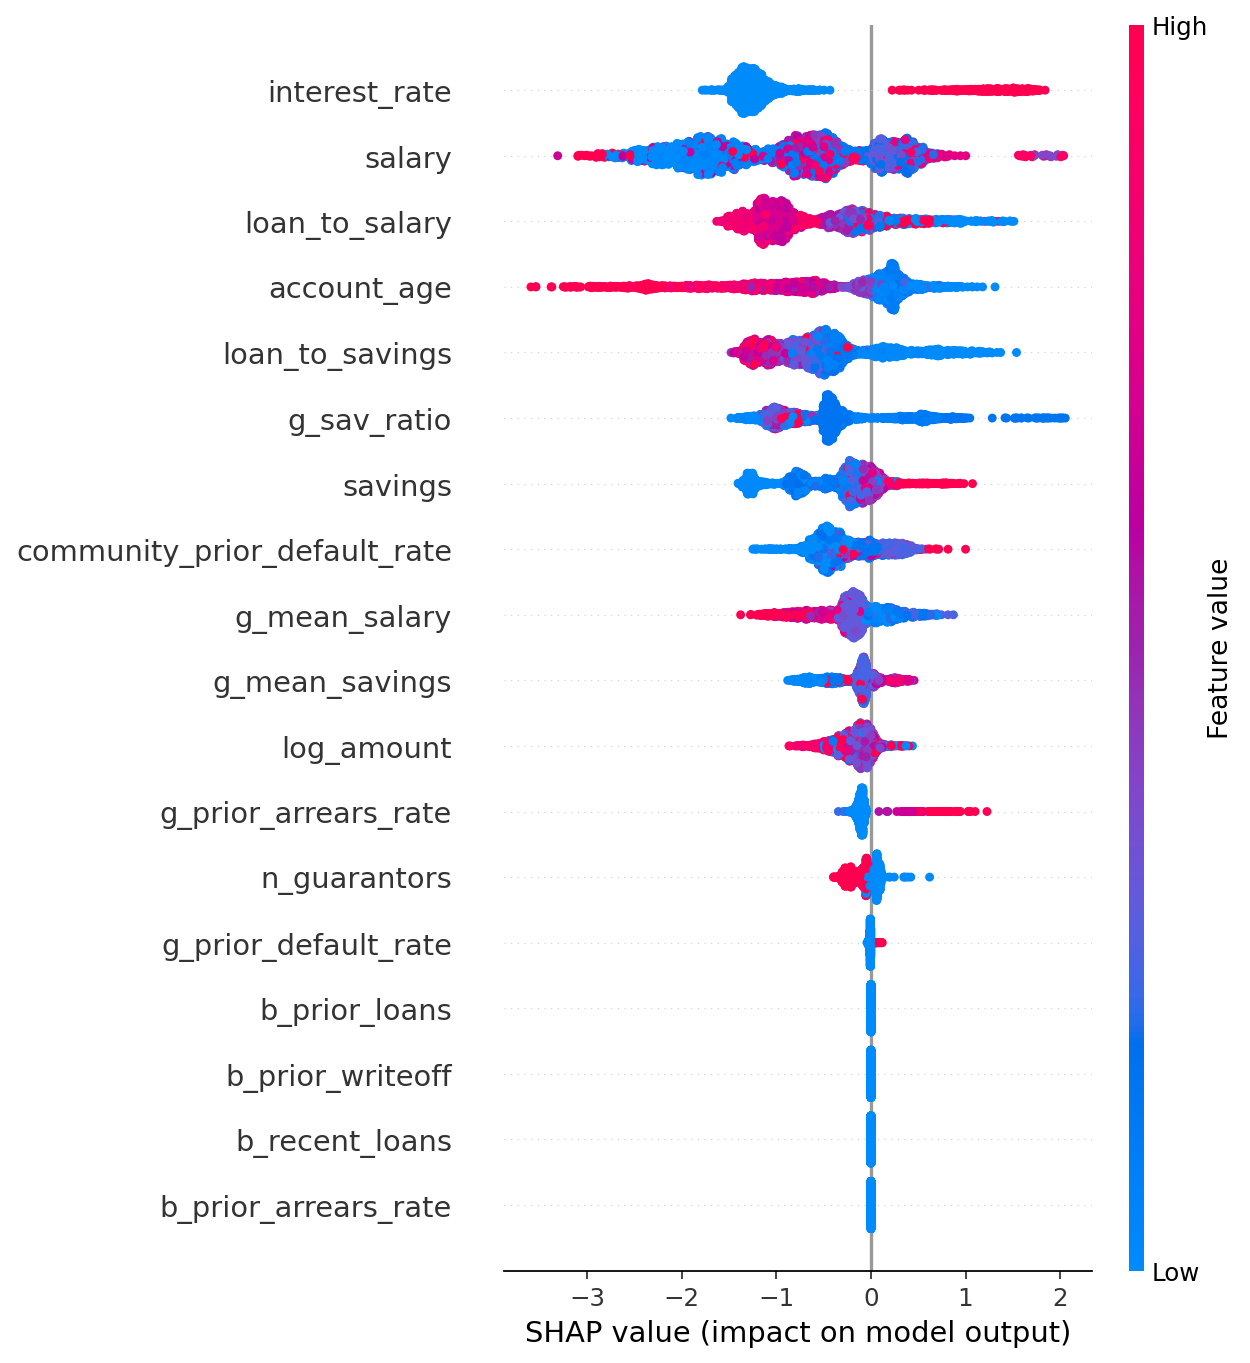 High
interest_rate
salary
loan_to_salary
account_age
loan_to_savings
g_sav_ratio
savings
community_prior_default_rate
g_mean_salary
g_mean_savings
log_amount
g_prior_arrears_rate
n_guarantors
g_prior_default_rate
b_prior_loans
b_prior_writeoff
b_recent_loans
b_prior_arrears_rate
Feature value
Low
−3 −2 −1 0 1 2
SHAP value (impact on model output)